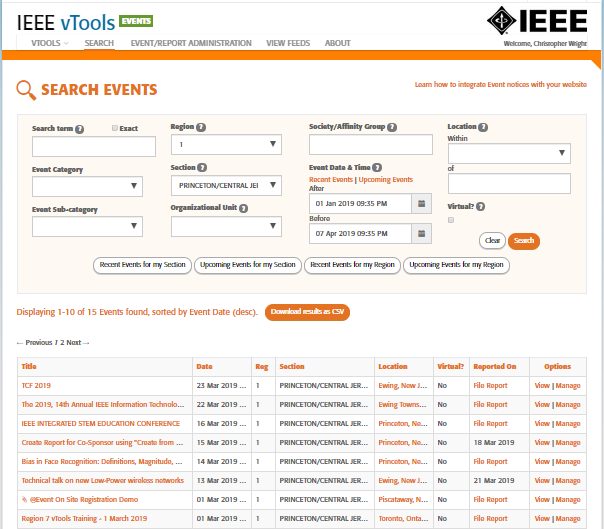 IEEE vTools EVENTS
IEEE
VTOOLS SEARCH EVENT/REPORT ADMINISTRATION VIEW FEEDS ABOUT
Welcome, Christopher Wright
SEARCH EVENTS
Learn how to integrate Event notices with your website
Search term ? Exact
Region ?
1
Society/Affinity Group ?
Location ?
Within
Event Category
Section ?
PRINCETON/CENTRAL JEI
Event Date & Time ?
Recent Events | Upcoming Events
After
01 Jan 2019 09:35 PM
of
Event Sub-category
Organizational Unit ?
Before
07 Apr 2019 09:35 PM
Virtual? ?
Clear Search
Recent Events for my Section Upcoming Events for my Section Recent Events for my Region Upcoming Events for my Region
Displaying 1-10 of 15 Events found, sorted by Event Date (desc). Download results as CSV
← Previous 1 2 Next →
Title Date Reg Section Location Virtual? Reported On Options
TCF 2019 23 Mar 2019 ... 1 PRINCETON/CENTRAL JER... Ewing, New J... No File Report View | Manage
The 2019, 14th Annual IEEE Information Technolo... 22 Mar 2019 ... 1 PRINCETON/CENTRAL JER... Ewing Towns... No File Report View | Manage
IEEE INTEGRATED STEM EDUCATION CONFERENCE 16 Mar 2019 ... 1 PRINCETON/CENTRAL JER... Princeton, Ne... No File Report View | Manage
Create Report for Co-Sponsor using "Create from ... 15 Mar 2019 ... 1 PRINCETON/CENTRAL JER... Princeton, Ne... No 18 Mar 2019 View | Manage
Bias in Face Recognition: Definitions, Magnitude, ... 14 Mar 2019 ... 1 PRINCETON/CENTRAL JER... Princeton, Ne... No File Report View | Manage
Technical talk on new Low-Power wireless networks 13 Mar 2019 ... 1 PRINCETON/CENTRAL JER... Ewing, New J... No 21 Mar 2019 View | Manage
@Event On Site Registration Demo 01 Mar 2019 ... 1 PRINCETON/CENTRAL JER... Piscataway, N... No File Report View | Manage
Region 7 vTools Training - 1 March 2019 01 Mar 2019 ... 1 PRINCETON/CENTRAL JER... Toronto, Onta... No File Report View | Manage